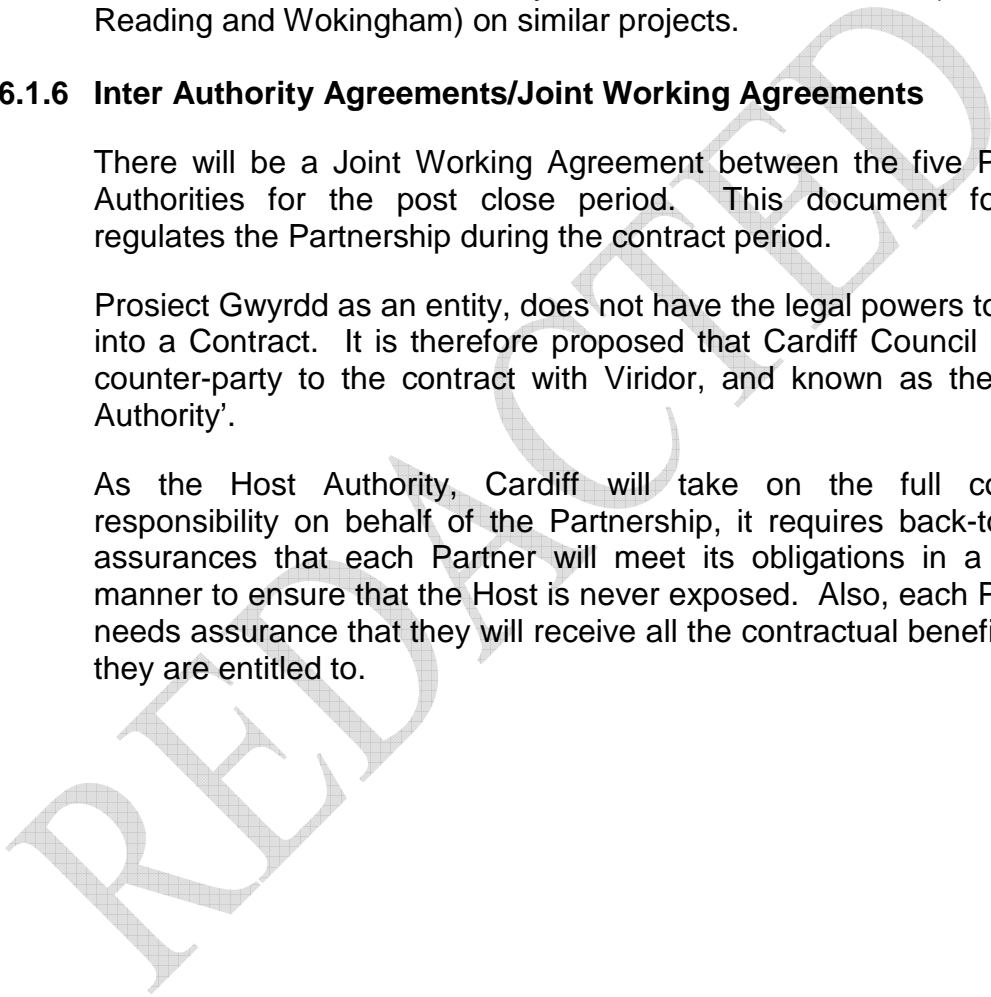 Reading and Wokingham) on similar projects.
6.1.6 Inter Authority Agreements/Joint Working Agreements
There will be a Joint Working Agreement between the five
Authorities for the post close period. This document
regulates the Partnership during the contract period.
Prosiect Gwyrdd as an entity, does not have the legal powers to
into a Contract. It is therefore proposed that Cardiff Council
counter-party to the contract with Viridor, and known as the
Authority’.
As the Host Authority, Cardiff will take on the full
responsibility on behalf of the Partnership, it requires
assurances that each Partner will meet its obligations in a
manner to ensure that the Host is never exposed. Also, each
needs assurance that they will receive all the contractual
they are entitled to.
REDACTED